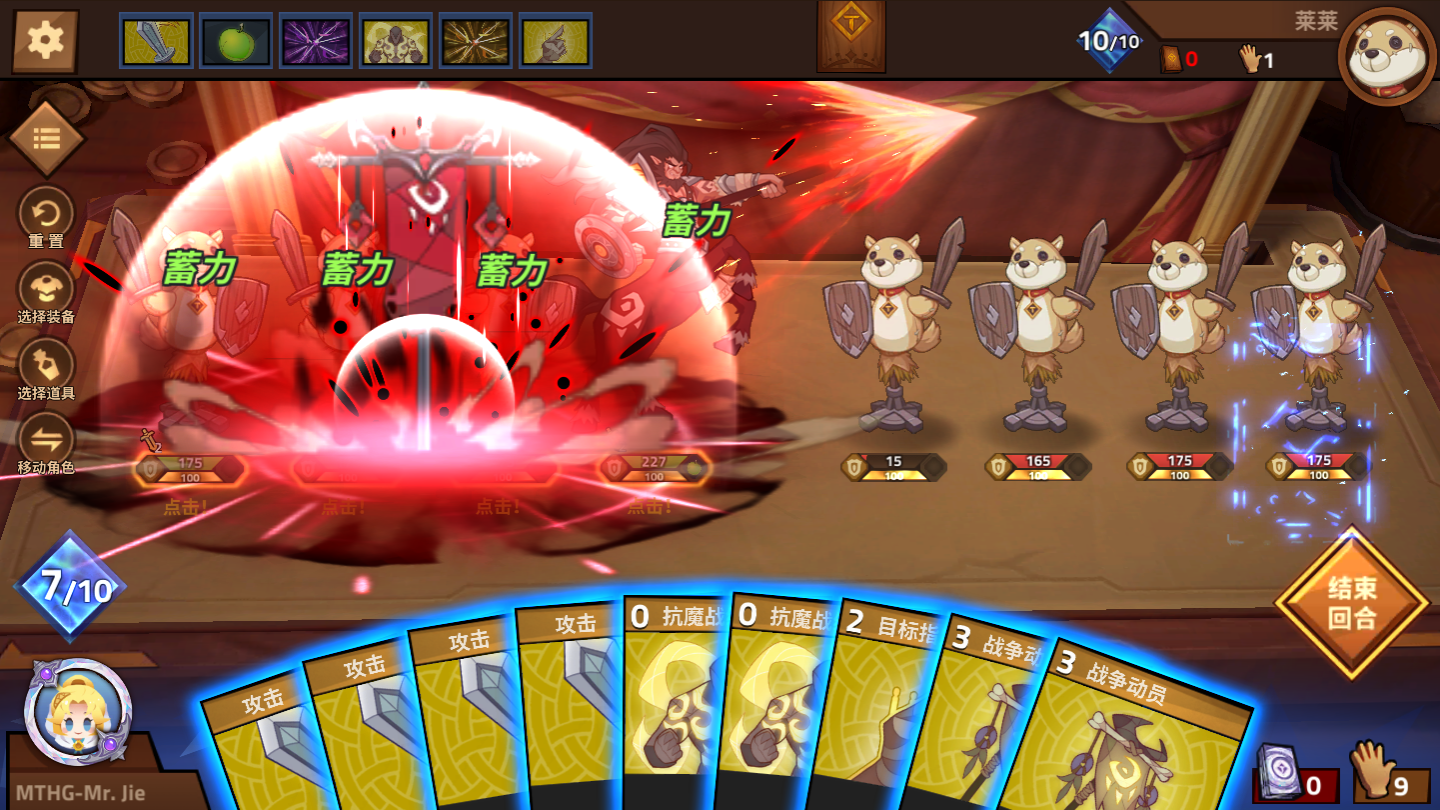 10/10
0
1
莱莱
重置
选择装备
选择道具
移动角色
蓄力
蓄力
蓄力
蓄力
2
175
100
227
100
点击!
点击!
点击!
点击!
15
100
165
100
175
100
175
100
7/10
结束
回合
攻击
攻击
攻击
攻击
0 抗魔战
0 抗魔战
2 目标指
3 战争动
3 战争动员
MTHG-Mr. Jie
0
9